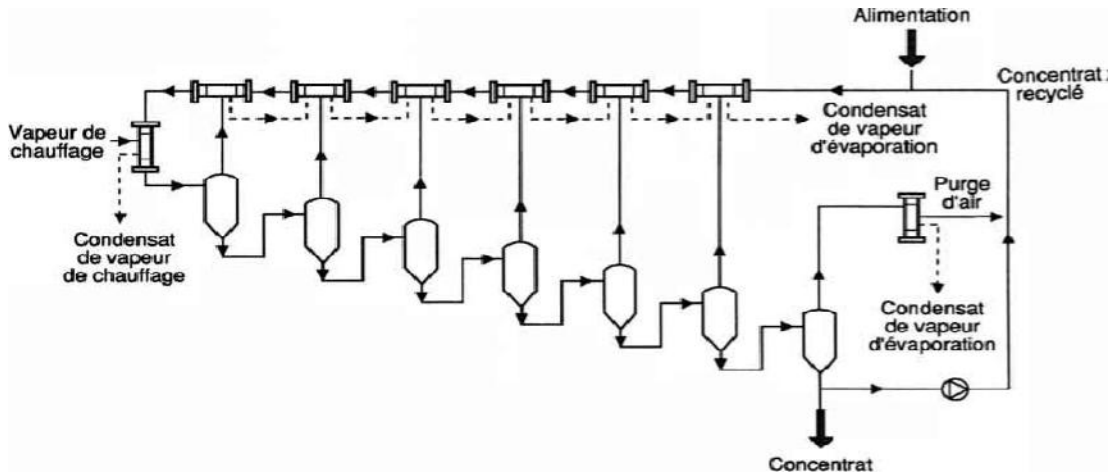 Alimentation
Concentrat
recyclé
Vapeur de
chauffage
Condensat
de vapeur
d'évaporation
Purge
d'air
Condensat
de vapeur
de chauffage
Condensat
de vapeur
d'évaporation
Concentrat